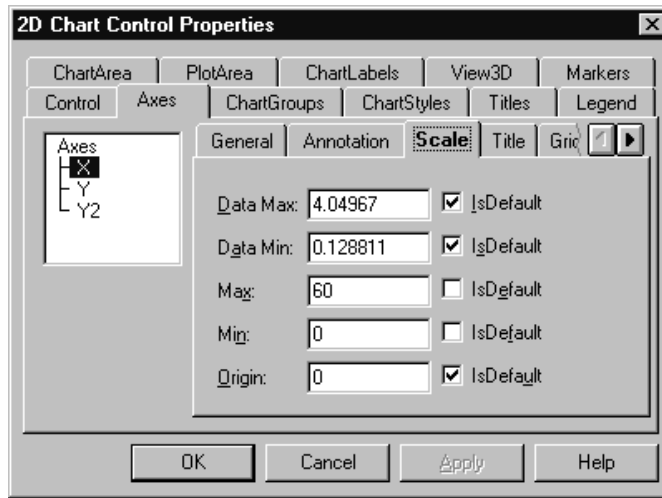 2D Chart Control Properties
ChartArea PlotArea ChartLabels View3D Markers
Control Axes ChartGroups ChartStyles Titles Legend
Axes
X
Y
Y2
General Annotation Scale Title Grid
Data Max: 4.04967 IsDefault
Data Min: 0.128811 IsDefault
Max: 60 IsDefault
Min: 0 IsDefault
Origin: 0 IsDefault
OK Cancel Apply Help